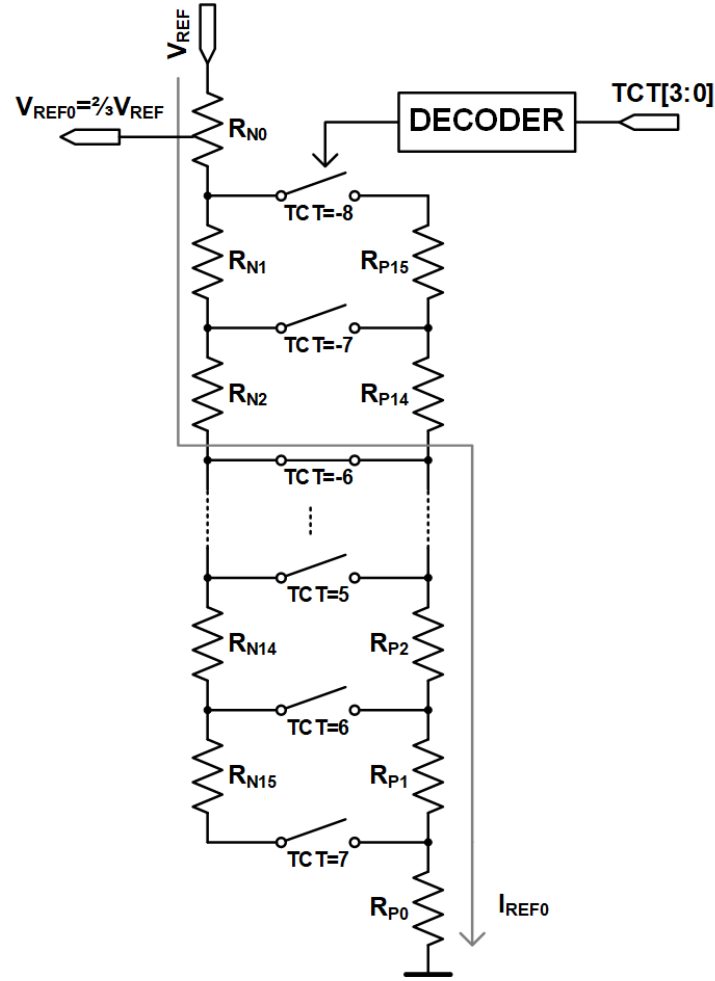 VREF
VREF0=⅔VREF
RN0
DECODER
TCT[3:0]
TCT=-8
RN1
RP15
TCT=-7
RN2
RP14
TCT=-6
TCT=5
RN14
RP2
TCT=6
RN15
RP1
TCT=7
RP0
IREF0